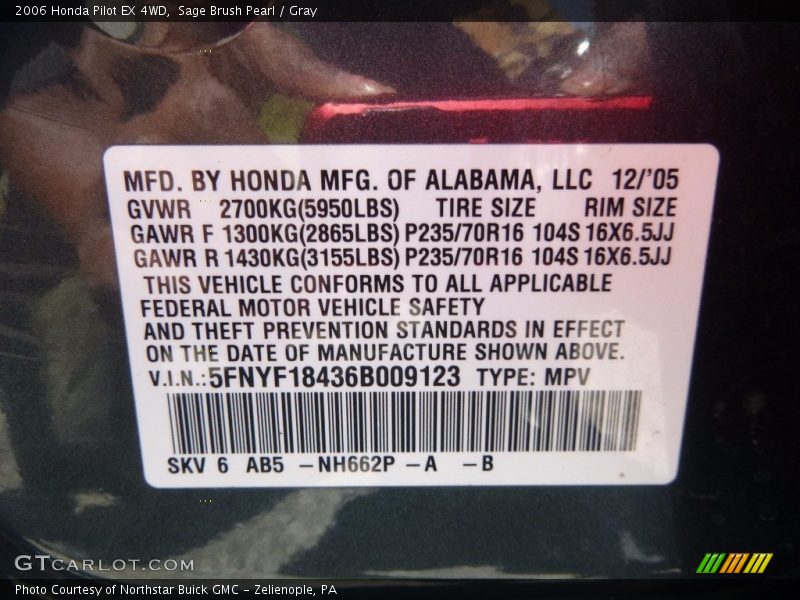 2006 Honda Pilot EX 4WD,  Sage Brush Pearl / Gray
MFD. BY HONDA MFG. OF ALABAMA, LLC 12/'05
GVWR 2700KG(5950LBS) TIRE SIZE RIM SIZE
GAWR F 1300KG(2865LBS) P235/70R16 104S 16X6.5JJ
GAWR R 1430KG(3155LBS) P235/70R16 104S 16X6.5JJ
THIS VEHICLE CONFORMS TO ALL APPLICABLE
FEDERAL MOTOR VEHICLE SAFETY
AND THEFT PREVENTION STANDARDS IN EFFECT
ON THE DATE OF MANUFACTURE SHOWN ABOVE.
V.I.N.:5FNYF18436B009123 TYPE: MPV
SKV 6 AB5 -NH662P -A -B
GTCARLOT.COM
Photo Courtesy of Northstar Buick GMC - Zelienople, PA